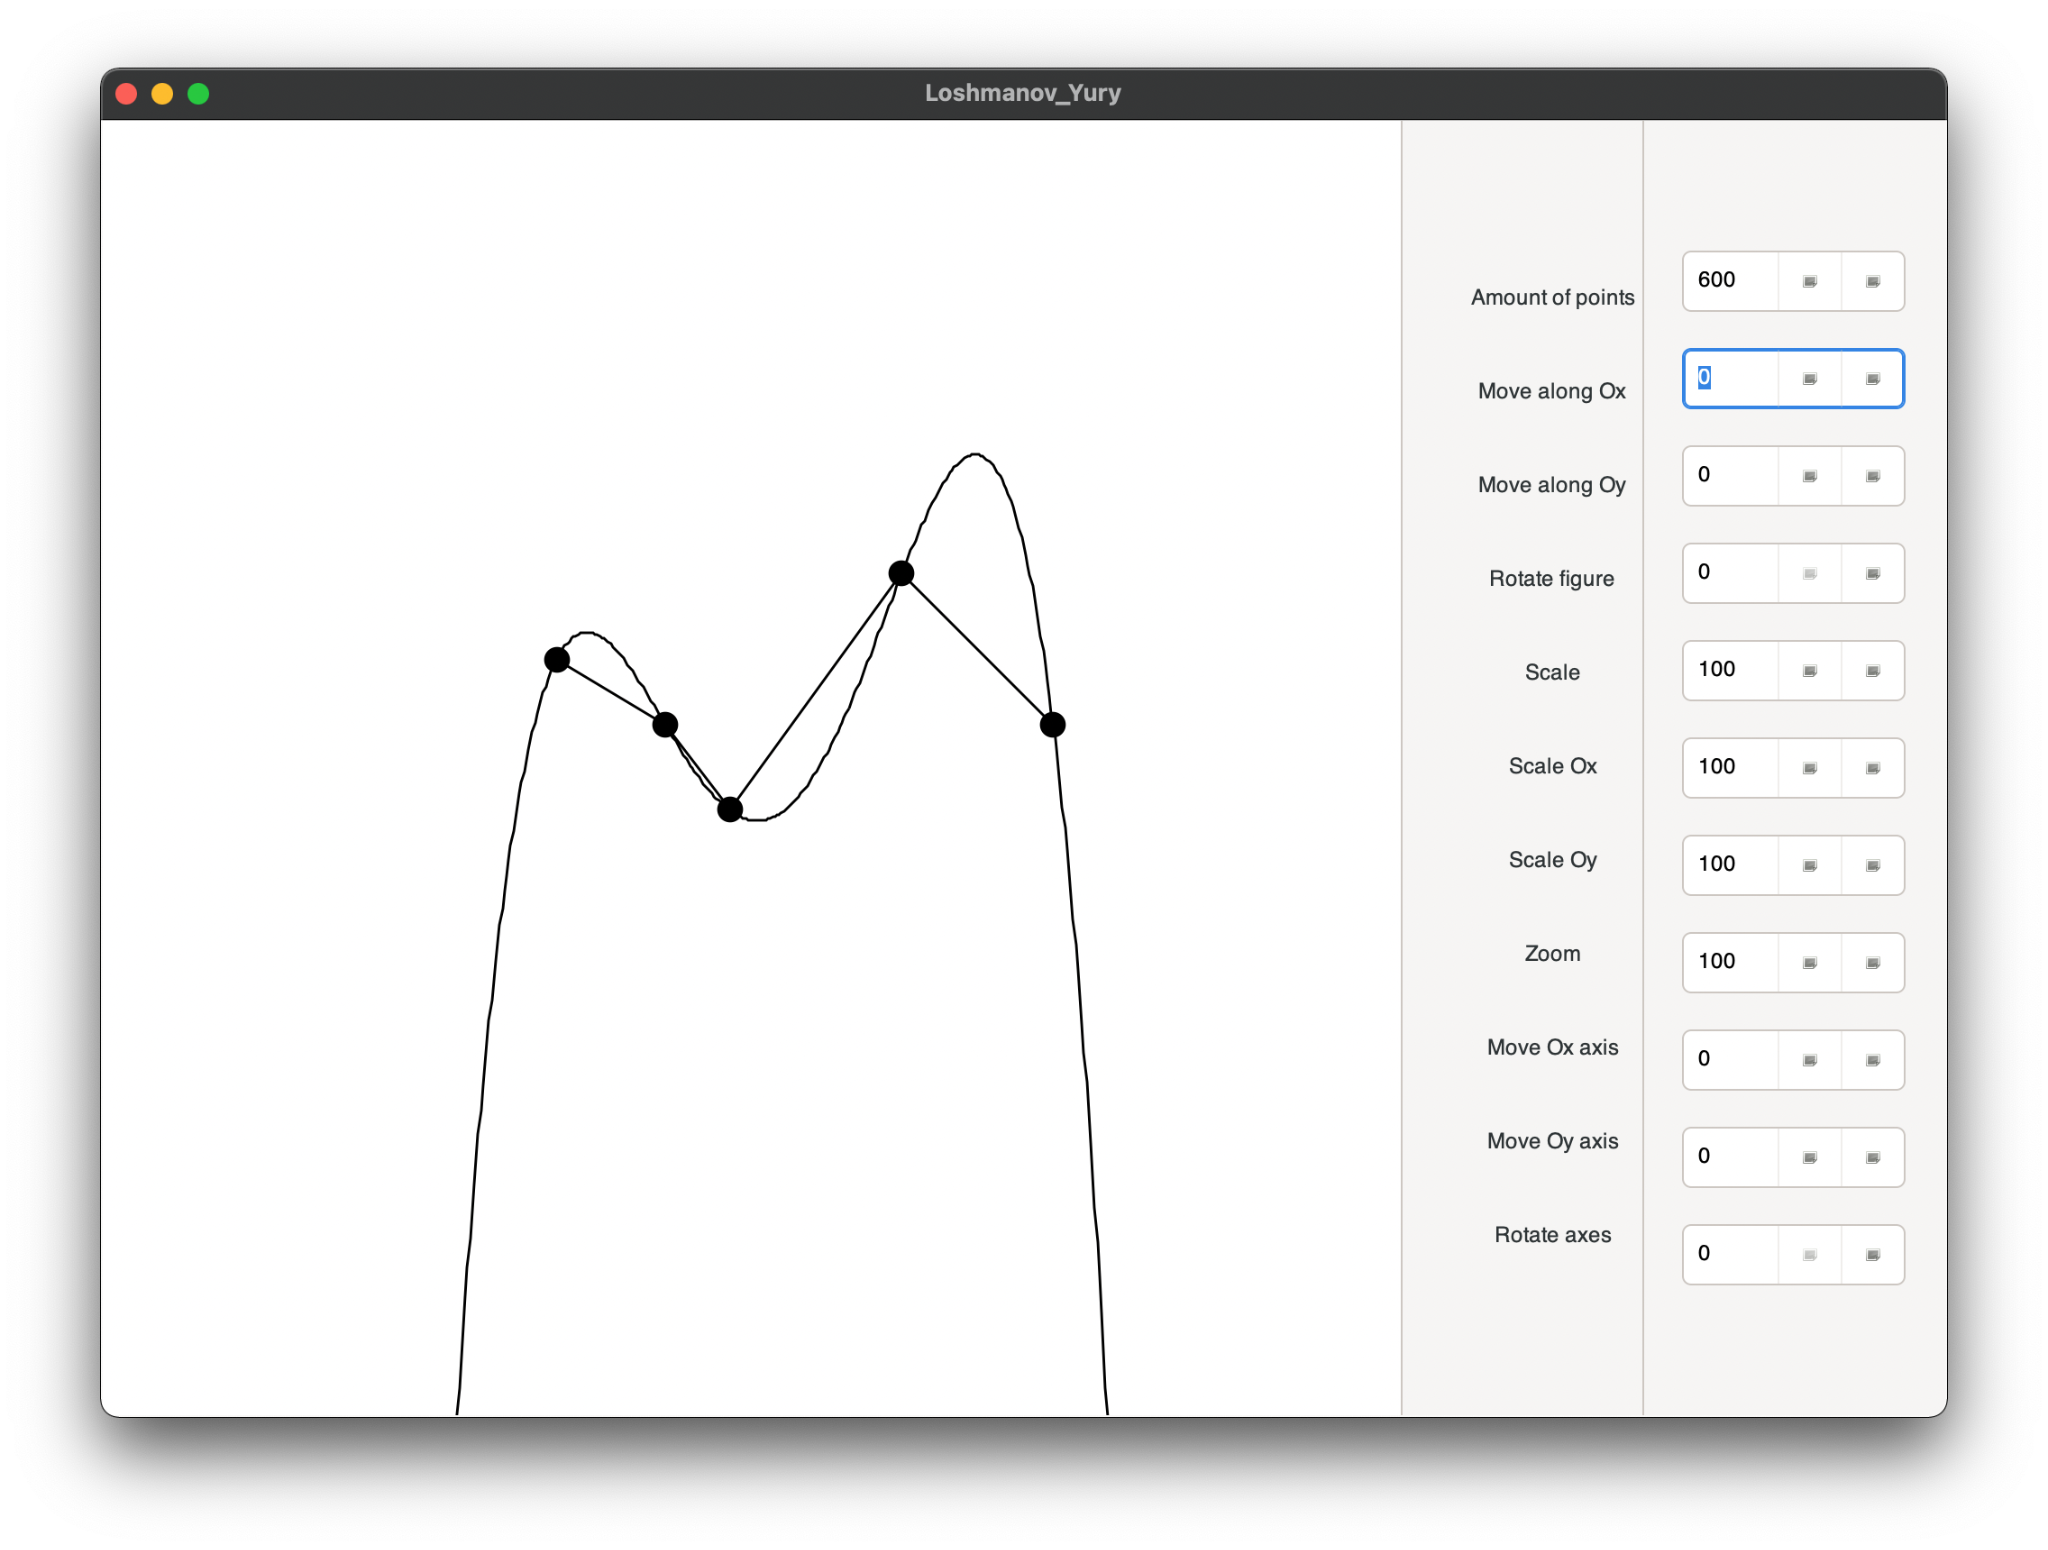 Loshmanov_Yury
Amount of points 600
Move along Ox 0
Move along Oy 0
Rotate figure 0
Scale 100
Scale Ox 100
Scale Oy 100
Zoom 100
Move Ox axis 0
Move Oy axis 0
Rotate axes 0